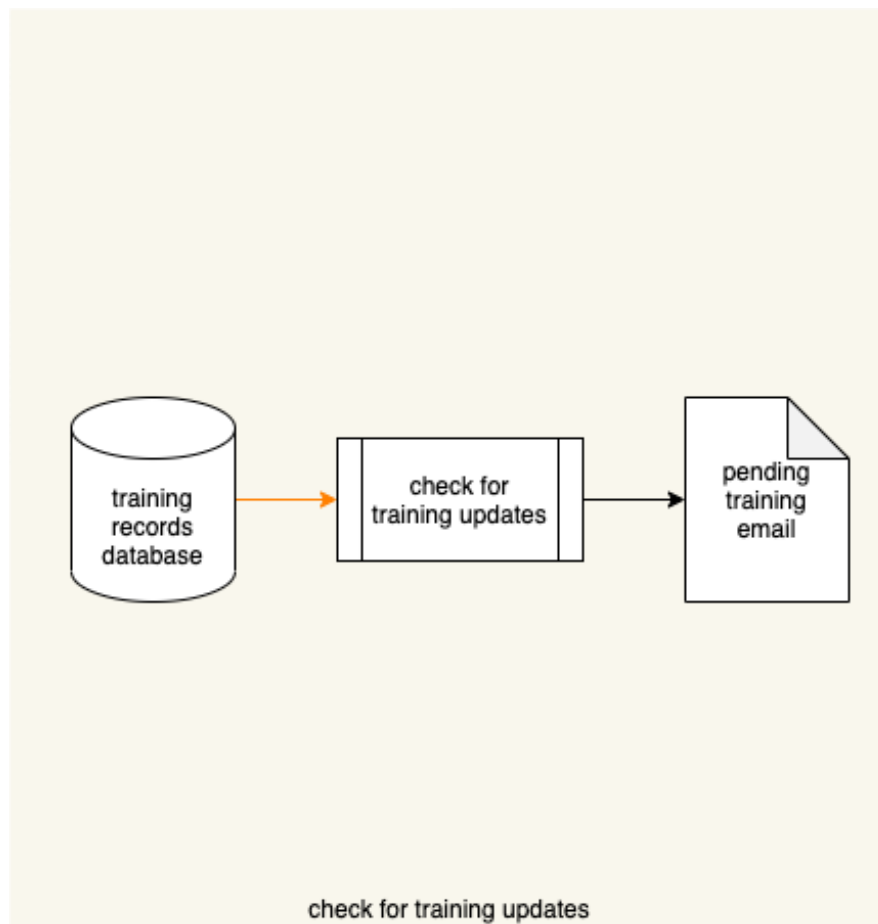 training
records
database
check for
training updates
pending
training
email
check for training updates